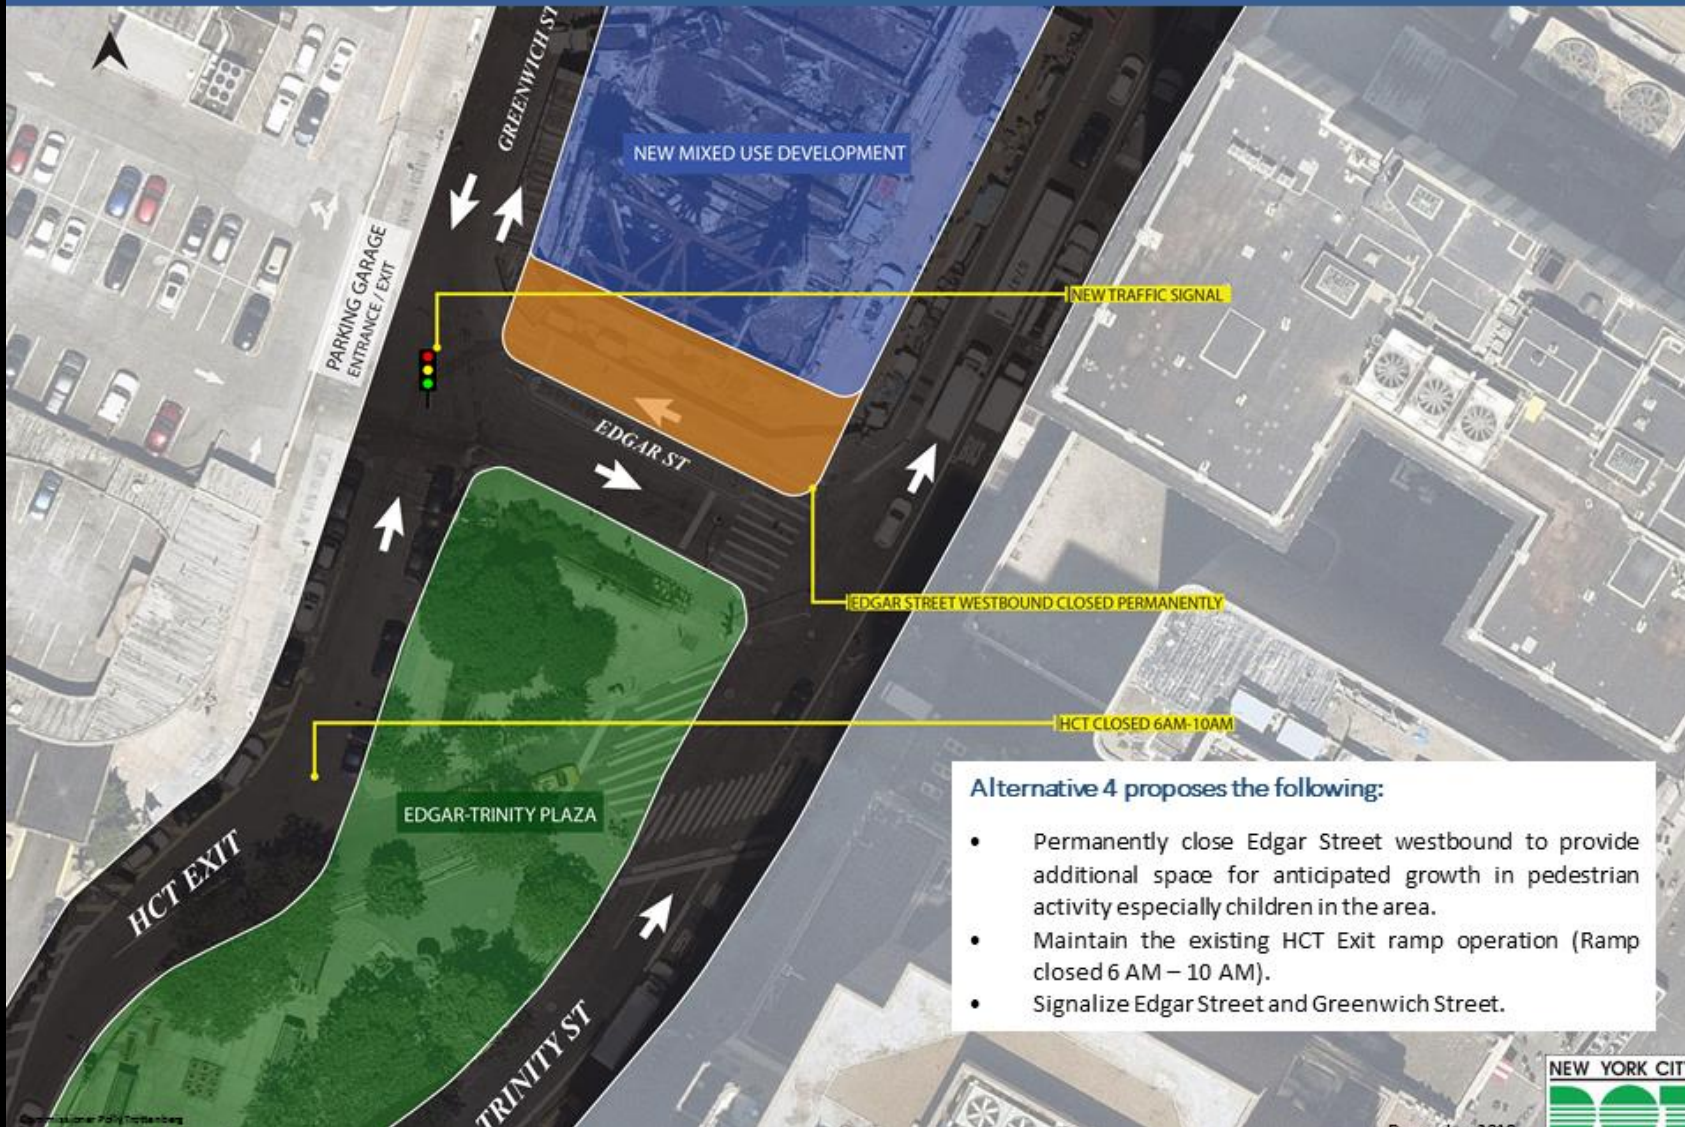 GREENWICH ST
NEW MIXED USE DEVELOPMENT
PARKING GARAGE
ENTRANCE / EXIT
NEW TRAFFIC SIGNAL
EDGAR ST
EDGAR STREET WESTBOUND CLOSED PERMANENTLY
HCT CLOSED 6AM-10AM
EDGAR-TRINITY PLAZA
HCT EXIT
TRINITY ST
Alternative 4 proposes the following:
• Permanently close Edgar Street westbound to provide
additional space for anticipated growth in pedestrian
activity especially children in the area.
• Maintain the existing HCT Exit ramp operation (Ramp
closed 6 AM – 10 AM).
• Signalize Edgar Street and Greenwich Street.
NEW YORK CIT
DOT
Commissioner Polly Trottenberg